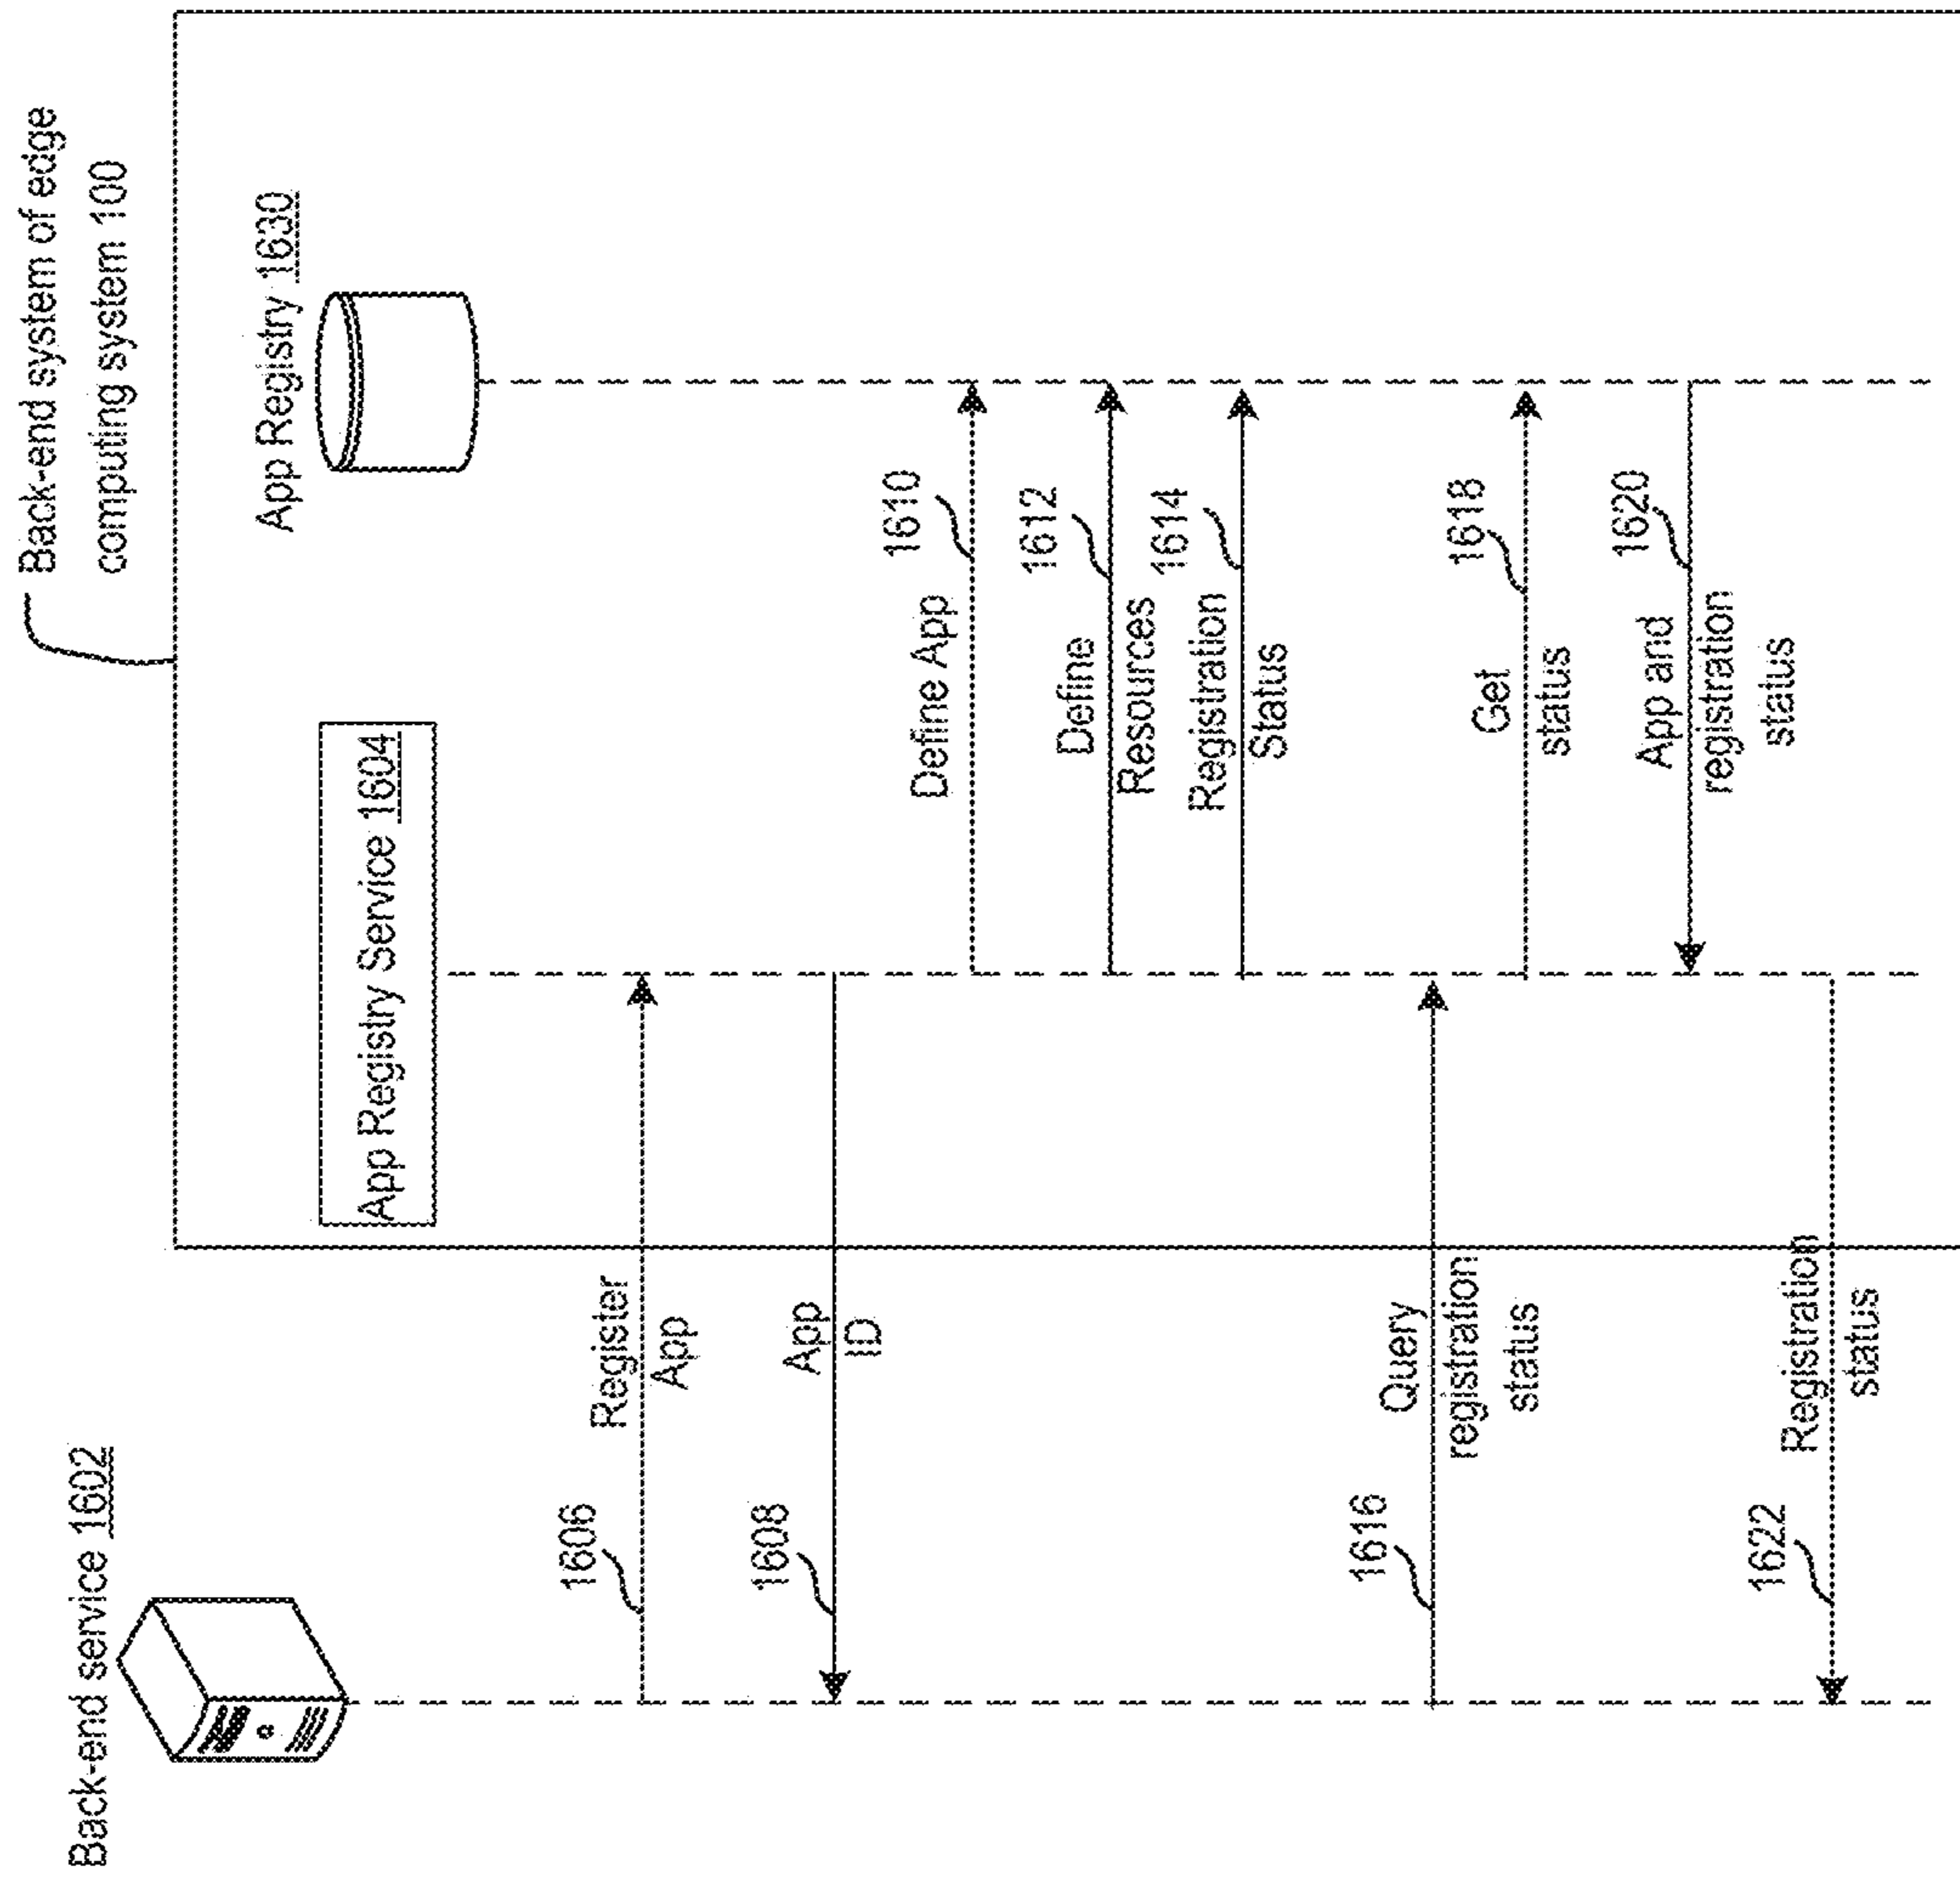 Back-end system of edge
computing system 100
Back-end service 1602
App Registry Service 1604
App Registry 1630
1606
Register
App
1608
App
ID
Define App
1610
Define
Resources
1612
Registration
Status
1614
1616
Query
registration
status
Get
status
1618
App and
registration
status
1620
1622
Registration
status